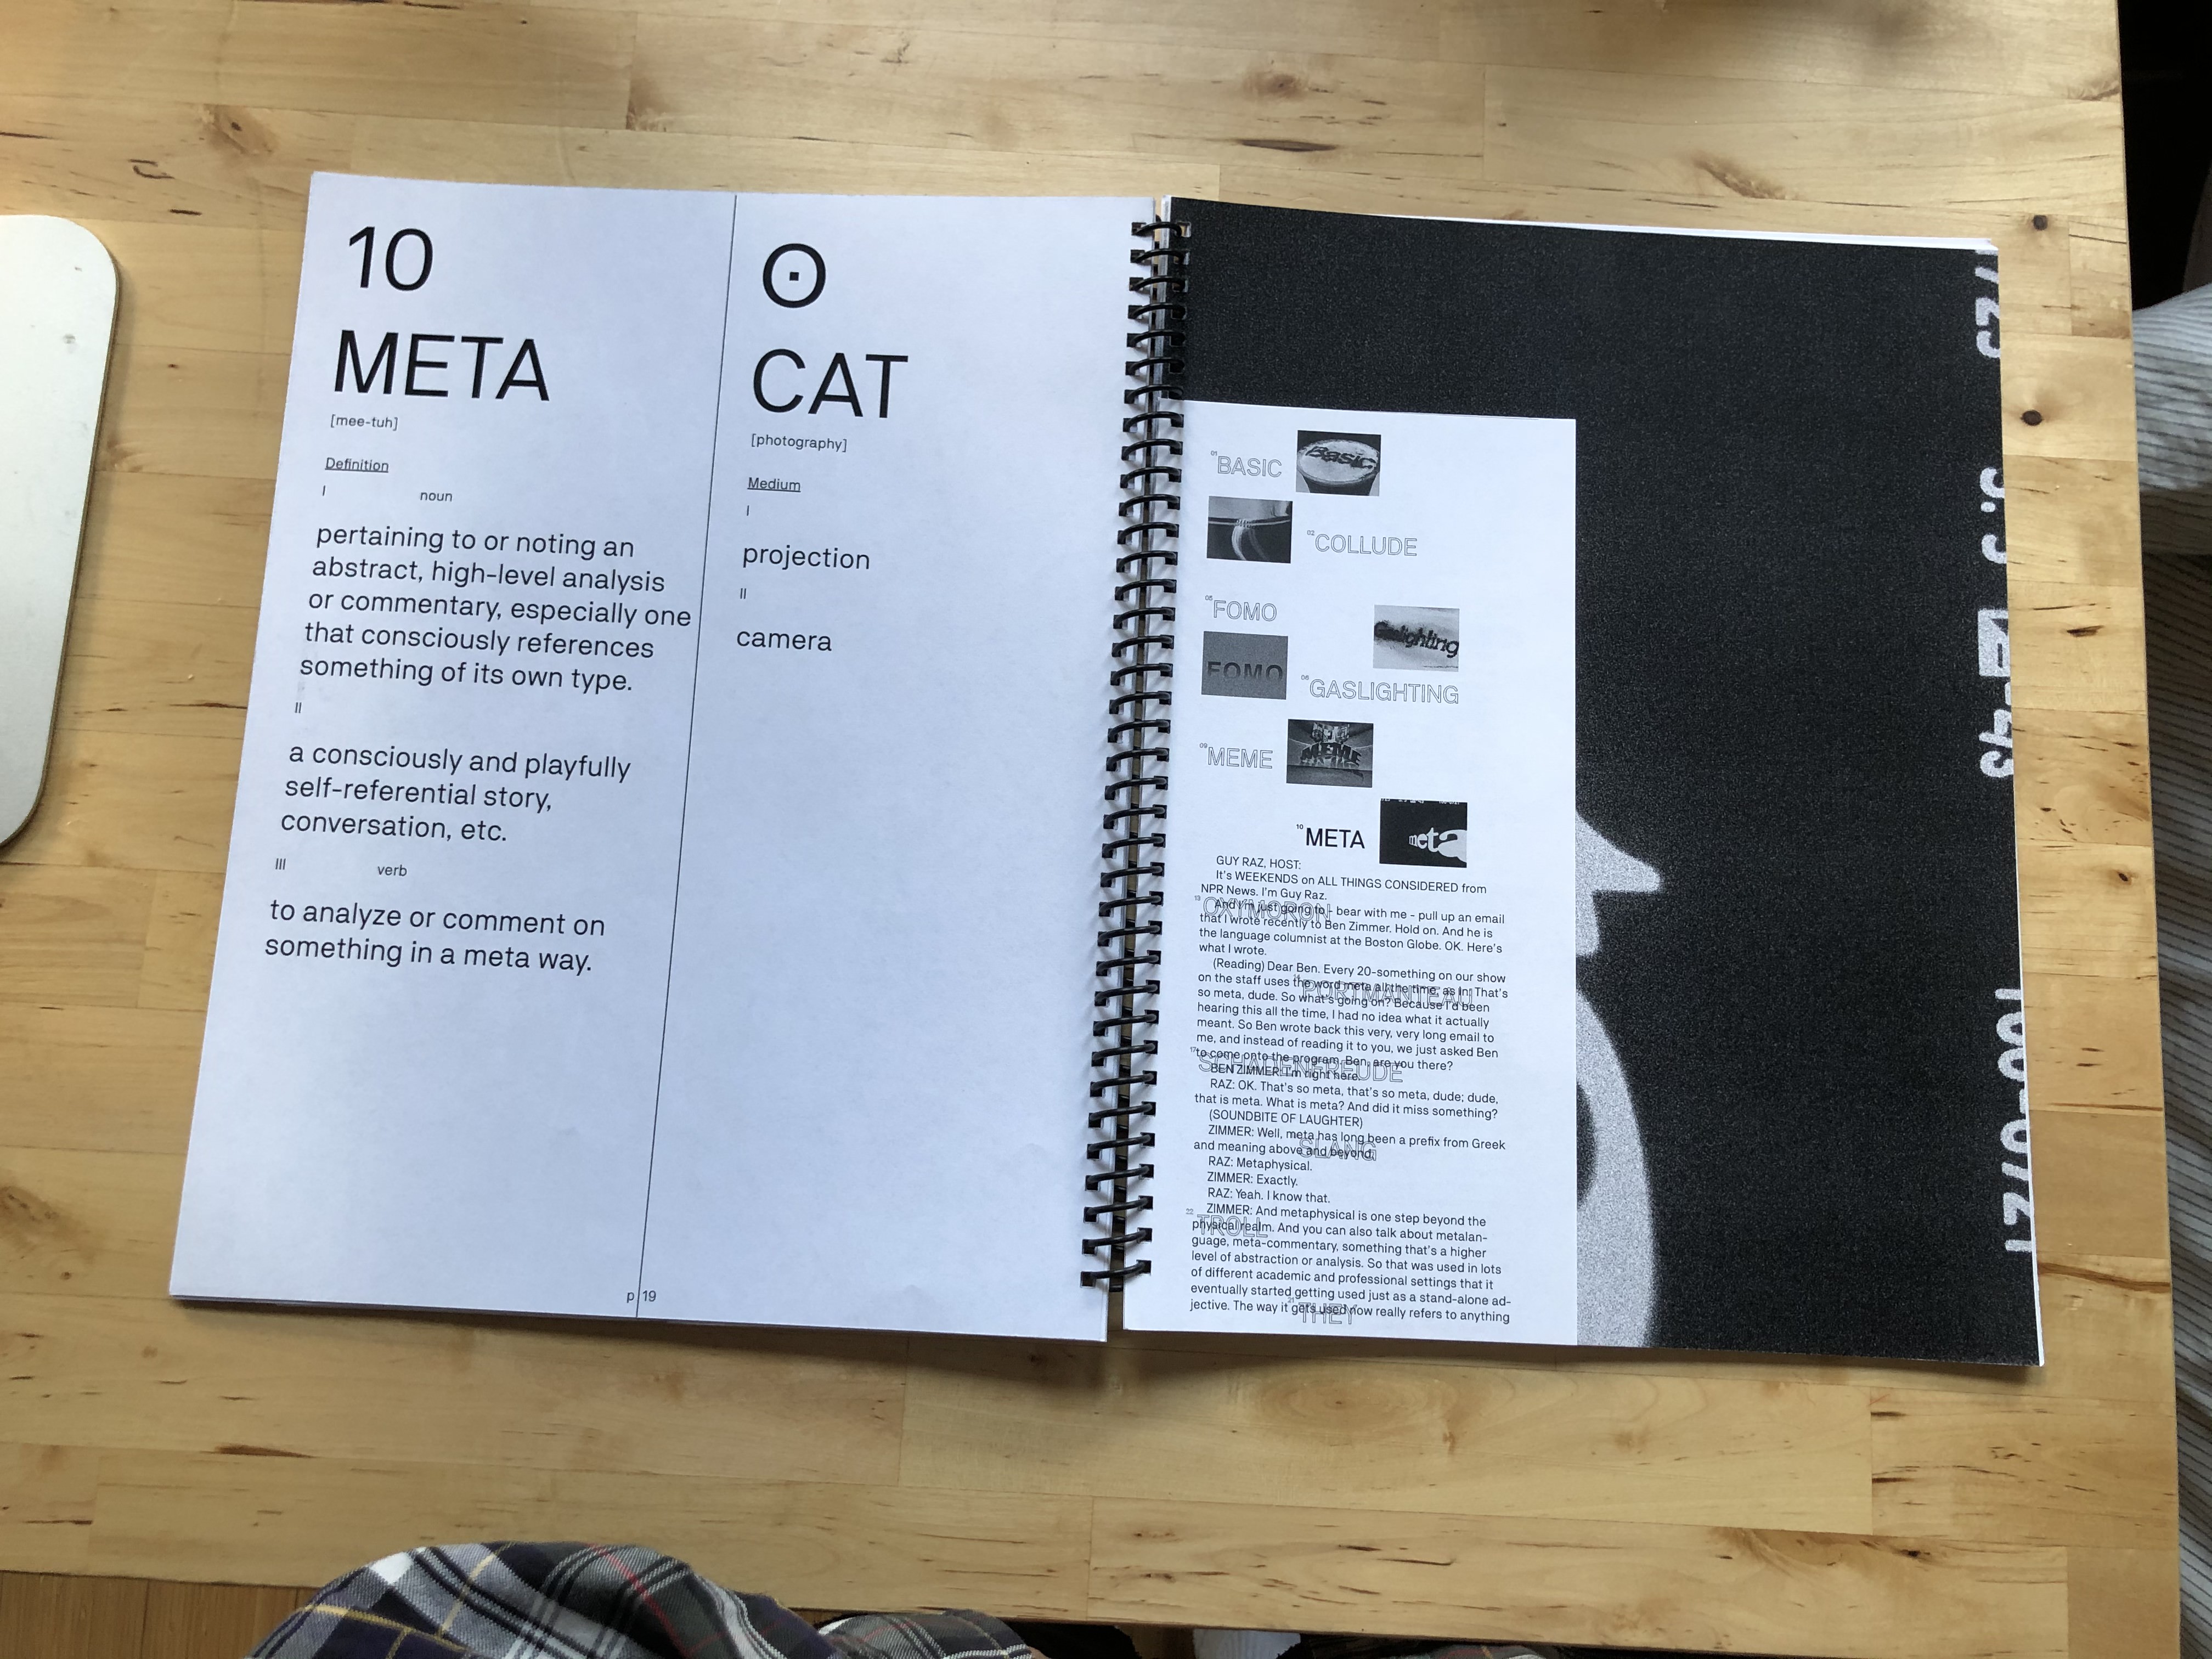 10
META
[mee-tuh]
Definition
I noun
pertaining to or noting an
abstract, high-level analysis
or commentary, especially one
that consciously references
something of its own type.
II
a consciously and playfully
self-referential story,
conversation, etc.
III verb
to analyze or comment on
something in a meta way.
p 19
CAT
[photography]
Medium
I
projection
II
camera
01 BASIC
Basic
02 COLLUDE
FOMO
FOMO
GASLIGHTING
Gaslighting
09 MEME
10 META
meta
GUY RAZ, HOST:
It's WEEKENDS on ALL THINGS CONSIDERED from
NPR News. I'm Guy Raz.
And I'm just going to - bear with me - pull up an email
that I wrote recently to Ben Zimmer. Hold on. And he is
the language columnist at the Boston Globe. OK. Here's
what I wrote.
(Reading) Dear Ben. Every 20-something on our show
on the staff uses the word meta all the time, as in: That's
so meta, dude. So what's going on? Because I'd been
hearing this all the time, I had no idea what it actually
meant. So Ben wrote back this very, very long email to
me, and instead of reading it to you, we just asked Ben
to come onto the program. Ben, are you there?
BEN ZIMMER: I'm right here.
RAZ: OK. That's so meta, that's so meta, dude; dude,
that is meta. What is meta? And did it miss something?
(SOUNDBITE OF LAUGHTER)
ZIMMER: Well, meta has long been a prefix from Greek
and meaning above and beyond.
RAZ: Metaphysical.
ZIMMER: Exactly.
RAZ: Yeah. I know that.
ZIMMER: And metaphysical is one step beyond the
physical realm. And you can also talk about metalan-
guage, meta-commentary, something that's a higher
level of abstraction or analysis. So that was used in lots
of different academic and professional settings that it
eventually started getting used just as a stand-alone ad-
jective. The way it gets used now really refers to anything